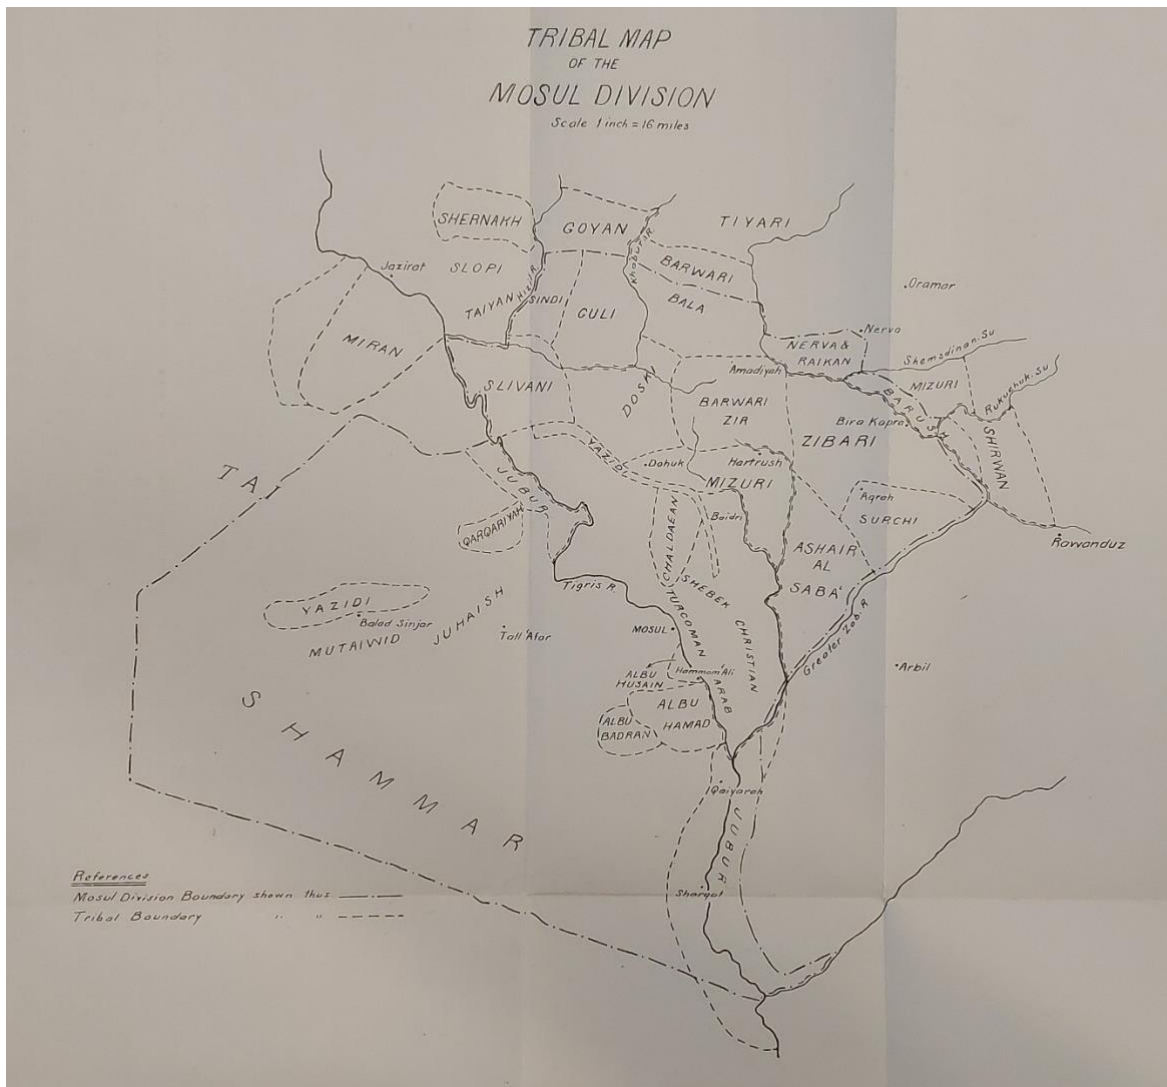 TRIBAL MAP
OF THE
MOSUL DIVISION
Scale 1 inch = 16 miles
SHERNAKH
GOYAN
TIYARI
Khabur R.
BARWARI
BALA
Jazirat
SLOPI
TAIYAN
HIZUR
SINDI
GULI
Oramar
MIRAN
Nerva
NERVA &
RAIKAN
Shemsdinan. Su
SLIVANI
DOSKI
Amadiyah
BARWARI
ZIR
MIZURI
Rukuchuk. Su
BARUSH
Bira Kapra
ZIBARI
SHIRWAN
TA
YAZIDI
Dohuk
Hartrush
MIZURI
JUBUR
QARQARIYAH
CHALDAEAN
Baidri
Aqrah
SURCHI
Rowanduz
ASHAIR
AL
SABA'
YAZIDI
Balad Sinjar
MUTAIWID
JUHAISH
Tall 'Afar
Tigris R.
SHEBEK
TURCOMAN
CHRISTIAN
ARAB
MOSUL
Greater Zab. R
Arbil
ALBU
HUSAIN
Hammam 'Ali
ALBU
HAMAD
ALBU
BADRAN
SHAMMAR
Qaiyarah
JUBUR
Sharqat
References
Mosul Division Boundary shown thus
Tribal Boundary " "